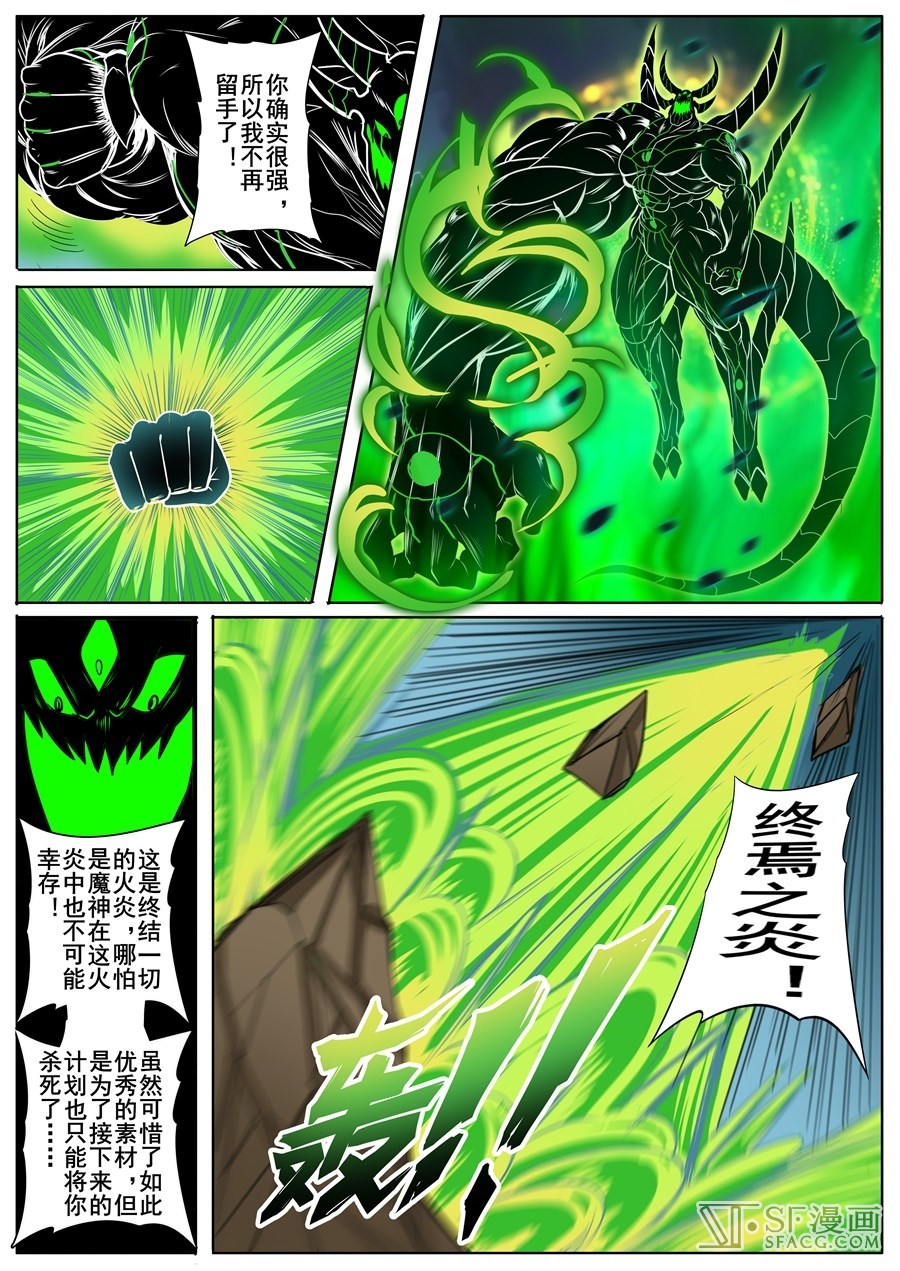 你确实很强，
所以我不再
留手了！
终焉之炎！
轰！！
这是终结一切
的火炎，哪怕
是魔神在这火
炎中也不可能
幸存！
虽然可惜了如此
优秀的素材，但
是为了接下来的
计划也只能将你
杀死了……
SF漫画
SFACG.COM